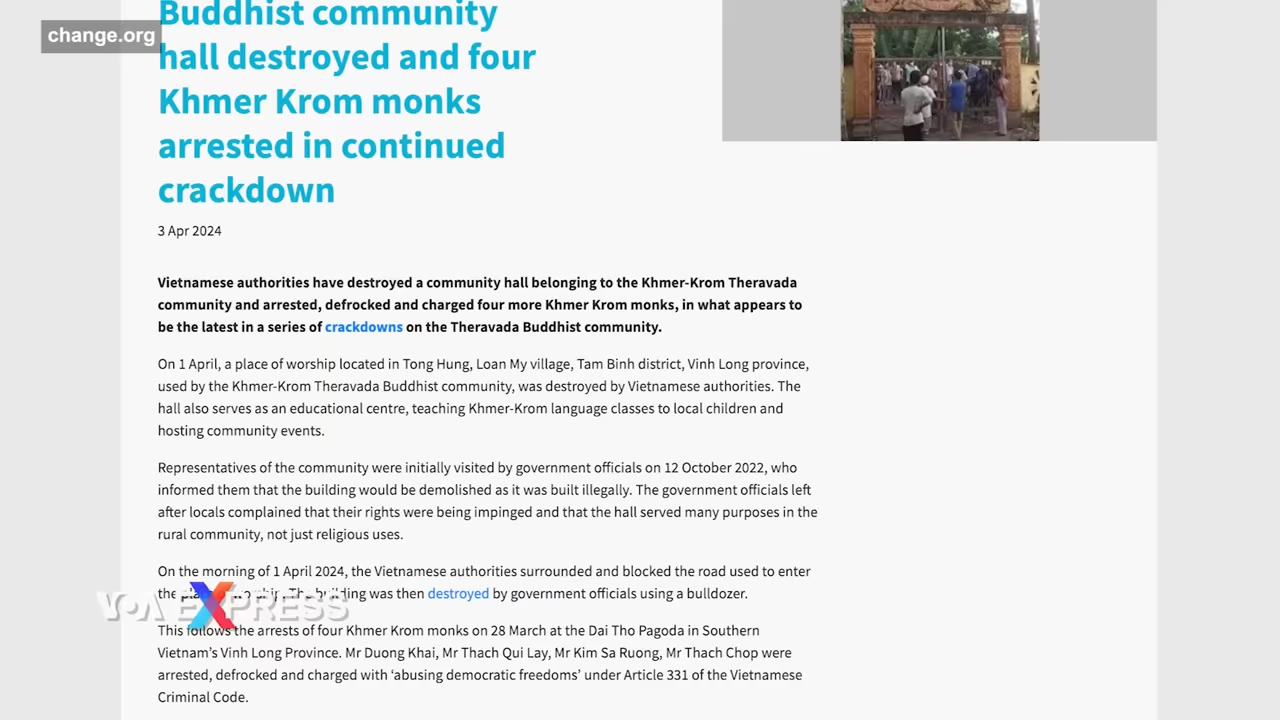 change.org
Buddhist community
hall destroyed and four
Khmer Krom monks
arrested in continued
crackdown
3 Apr 2024
Vietnamese authorities have destroyed a community hall belonging to the Khmer-Krom Theravada
community and arrested, defrocked and charged four more Khmer Krom monks, in what appears to
be the latest in a series of crackdowns on the Theravada Buddhist community.
On 1 April, a place of worship located in Tong Hung, Loan My village, Tam Binh district, Vinh Long province,
used by the Khmer-Krom Theravada Buddhist community, was destroyed by Vietnamese authorities. The
hall also serves as an educational centre, teaching Khmer-Krom language classes to local children and
hosting community events.
Representatives of the community were initially visited by government officials on 12 October 2022, who
informed them that the building would be demolished as it was built illegally. The government officials left
after locals complained that their rights were being impinged and that the hall served many purposes in the
rural community, not just religious uses.
On the morning of 1 April 2024, the Vietnamese authorities surrounded and blocked the road used to enter
the place of worship. The building was then destroyed by government officials using a bulldozer.
VOA EXPRESS
This follows the arrests of four Khmer Krom monks on 28 March at the Dai Tho Pagoda in Southern
Vietnam's Vinh Long Province. Mr Duong Khai, Mr Thach Qui Lay, Mr Kim Sa Ruong, Mr Thach Chop were
arrested, defrocked and charged with ‘abusing democratic freedoms’ under Article 331 of the Vietnamese
Criminal Code.